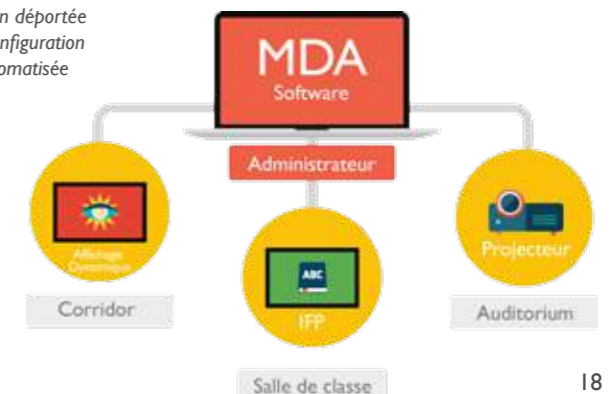 n déportée
nfiguration
omatisée
MDA
Software
Administrateur
Affichage
Dynamique
Projecteur
ABC
IFP
Corridor
Auditorium
Salle de classe
18